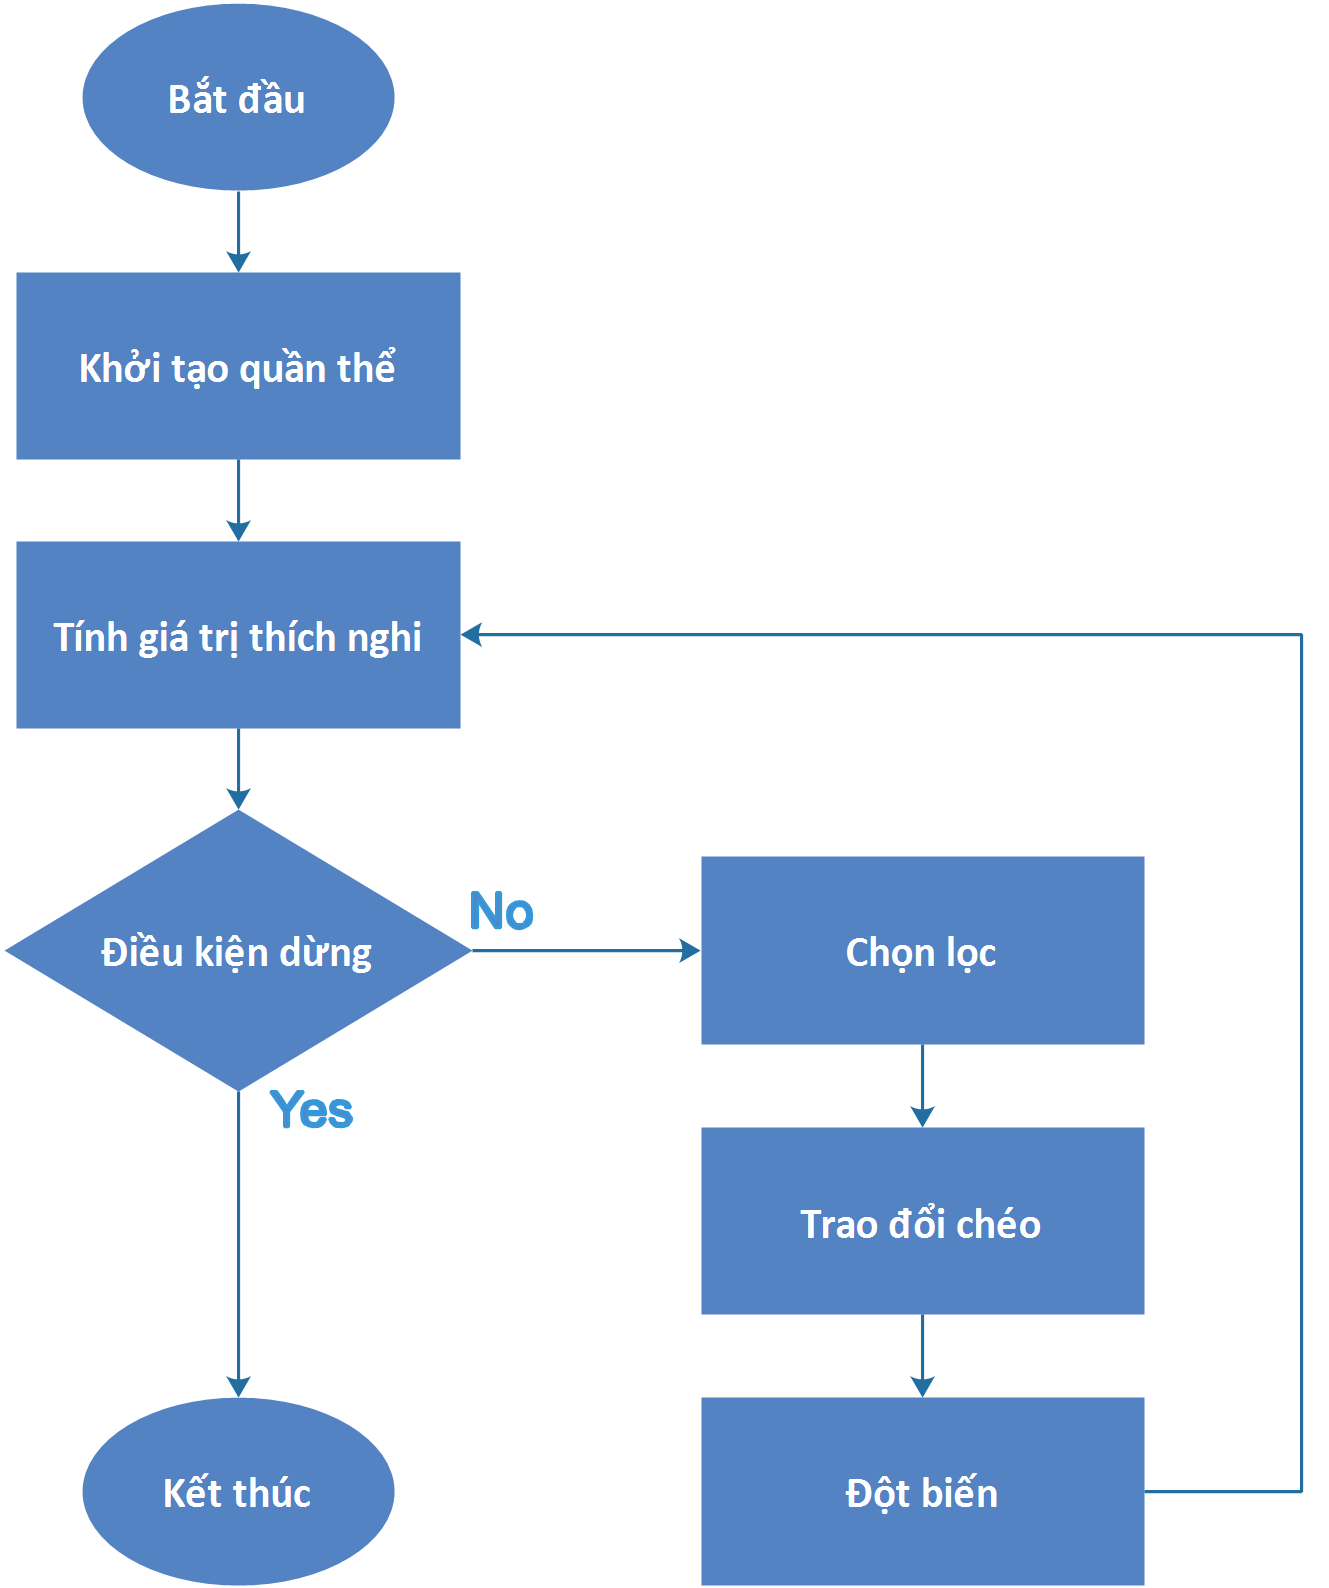 Bắt đầu
Khởi tạo quần thể
Tính giá trị thích nghi
Điều kiện dừng
No
Yes
Chọn lọc
Trao đổi chéo
Đột biến
Kết thúc